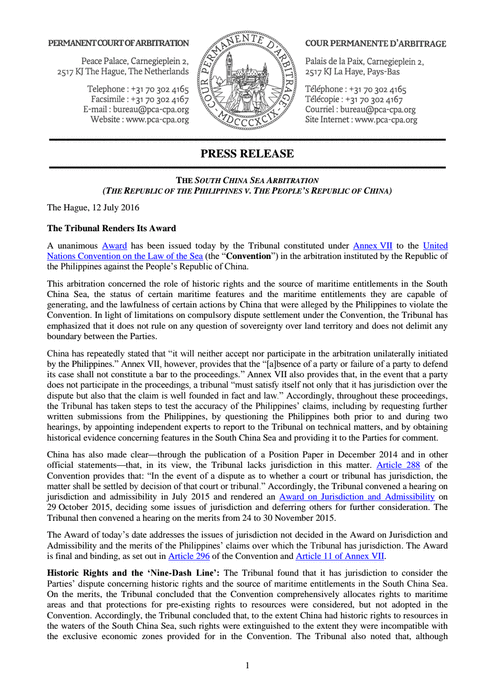 PERMANENT COURT OF ARBITRATION
Peace Palace, Carnegieplein 2,
2517 KJ The Hague, The Netherlands
Telephone : +31 70 302 4165
Facsimile : +31 70 302 4167
E-mail : bureau@pca-cpa.org
Website : www.pca-cpa.org
COUR PERMANENTE D'ARBITRAGE
MDCCCXCIX
COUR PERMANENTE D'ARBITRAGE
Palais de la Paix, Carnegieplein 2,
2517 KJ La Haye, Pays-Bas
Téléphone : +31 70 302 4165
Télécopie : +31 70 302 4167
Courriel : bureau@pca-cpa.org
Site Internet : www.pca-cpa.org
PRESS RELEASE
THE SOUTH CHINA SEA ARBITRATION
(THE REPUBLIC OF THE PHILIPPINES V. THE PEOPLE'S REPUBLIC OF CHINA)
The Hague, 12 July 2016
The Tribunal Renders Its Award
A unanimous Award has been issued today by the Tribunal constituted under Annex VII to the United
Nations Convention on the Law of the Sea (the “Convention”) in the arbitration instituted by the Republic of
the Philippines against the People's Republic of China.
This arbitration concerned the role of historic rights and the source of maritime entitlements in the South
China Sea, the status of certain maritime features and the maritime entitlements they are capable of
generating, and the lawfulness of certain actions by China that were alleged by the Philippines to violate the
Convention. In light of limitations on compulsory dispute settlement under the Convention, the Tribunal has
emphasized that it does not rule on any question of sovereignty over land territory and does not delimit any
boundary between the Parties.
China has repeatedly stated that “it will neither accept nor participate in the arbitration unilaterally initiated
by the Philippines.” Annex VII, however, provides that the “[a]bsence of a party or failure of a party to defend
its case shall not constitute a bar to the proceedings.” Annex VII also provides that, in the event that a party
does not participate in the proceedings, a tribunal “must satisfy itself not only that it has jurisdiction over the
dispute but also that the claim is well founded in fact and law.” Accordingly, throughout these proceedings,
the Tribunal has taken steps to test the accuracy of the Philippines' claims, including by requesting further
written submissions from the Philippines, by questioning the Philippines both prior to and during two
hearings, by appointing independent experts to report to the Tribunal on technical matters, and by obtaining
historical evidence concerning features in the South China Sea and providing it to the Parties for comment.
China has also made clear—through the publication of a Position Paper in December 2014 and in other
official statements—that, in its view, the Tribunal lacks jurisdiction in this matter. Article 288 of the
Convention provides that: “In the event of a dispute as to whether a court or tribunal has jurisdiction, the
matter shall be settled by decision of that court or tribunal.” Accordingly, the Tribunal convened a hearing on
jurisdiction and admissibility in July 2015 and rendered an Award on Jurisdiction and Admissibility on
29 October 2015, deciding some issues of jurisdiction and deferring others for further consideration. The
Tribunal then convened a hearing on the merits from 24 to 30 November 2015.
The Award of today's date addresses the issues of jurisdiction not decided in the Award on Jurisdiction and
Admissibility and the merits of the Philippines' claims over which the Tribunal has jurisdiction. The Award
is final and binding, as set out in Article 296 of the Convention and Article 11 of Annex VII.
Historic Rights and the ‘Nine-Dash Line’: The Tribunal found that it has jurisdiction to consider the
Parties' dispute concerning historic rights and the source of maritime entitlements in the South China Sea.
On the merits, the Tribunal concluded that the Convention comprehensively allocates rights to maritime
areas and that protections for pre-existing rights to resources were considered, but not adopted in the
Convention. Accordingly, the Tribunal concluded that, to the extent China had historic rights to resources in
the waters of the South China Sea, such rights were extinguished to the extent they were incompatible with
the exclusive economic zones provided for in the Convention. The Tribunal also noted that, although
1